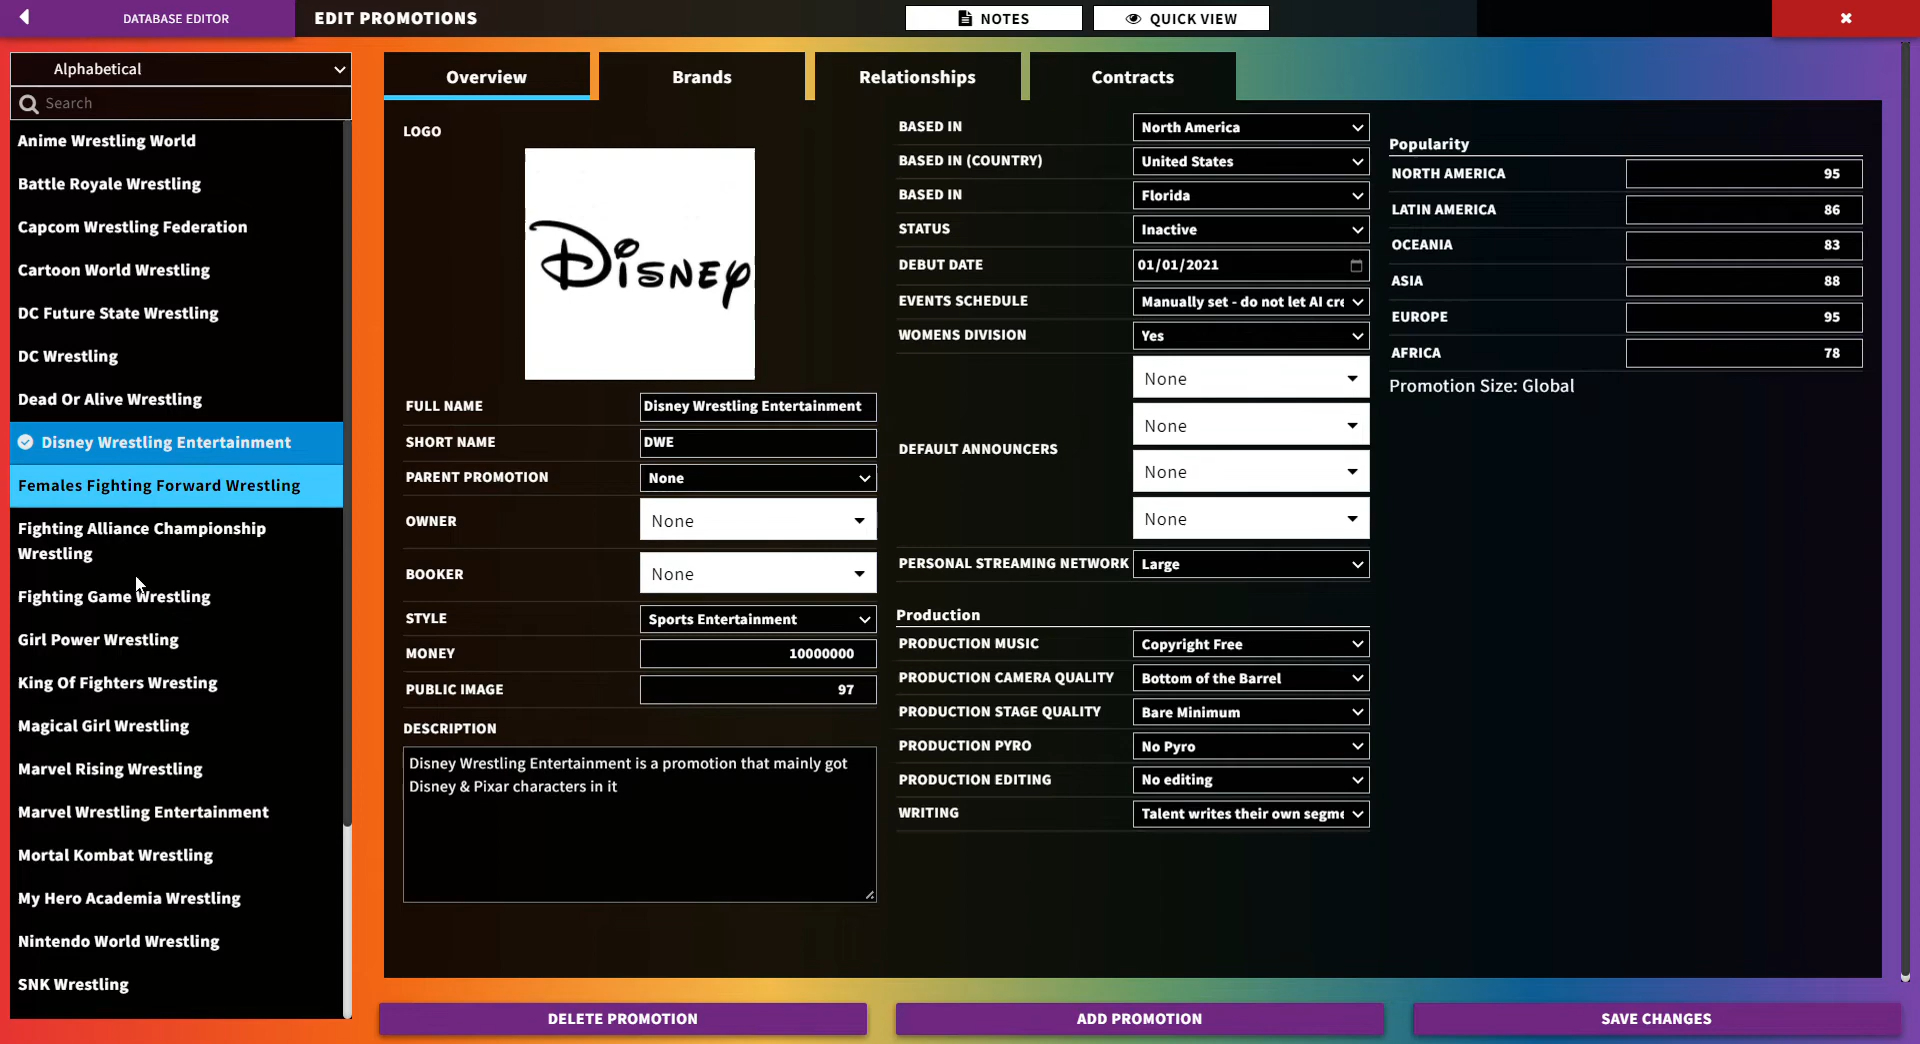 DATABASE EDITOR
EDIT PROMOTIONS
NOTES
QUICK VIEW
Alphabetical
Search
Anime Wrestling World
Battle Royale Wrestling
Capcom Wrestling Federation
Cartoon World Wrestling
DC Future State Wrestling
DC Wrestling
Dead Or Alive Wrestling
Disney Wrestling Entertainment
Females Fighting Forward Wrestling
Fighting Alliance Championship
Wrestling
Fighting Game Wrestling
Girl Power Wrestling
King Of Fighters Wresting
Magical Girl Wrestling
Marvel Rising Wrestling
Marvel Wrestling Entertainment
Mortal Kombat Wrestling
My Hero Academia Wrestling
Nintendo World Wrestling
SNK Wrestling
Overview
Brands
Relationships
Contracts
LOGO
Disney
FULL NAME Disney Wrestling Entertainment
SHORT NAME DWE
PARENT PROMOTION None
OWNER None
BOOKER None
STYLE Sports Entertainment
MONEY 10000000
PUBLIC IMAGE 97
DESCRIPTION
Disney Wrestling Entertainment is a promotion that mainly got
Disney & Pixar characters in it
BASED IN North America
BASED IN (COUNTRY) United States
BASED IN Florida
STATUS Inactive
DEBUT DATE 01/01/2021
EVENTS SCHEDULE Manually set - do not let AI cre
WOMENS DIVISION Yes
DEFAULT ANNOUNCERS
None
None
None
None
PERSONAL STREAMING NETWORK Large
Production
PRODUCTION MUSIC Copyright Free
PRODUCTION CAMERA QUALITY Bottom of the Barrel
PRODUCTION STAGE QUALITY Bare Minimum
PRODUCTION PYRO No Pyro
PRODUCTION EDITING No editing
WRITING Talent writes their own segme
Popularity
NORTH AMERICA 95
LATIN AMERICA 86
OCEANIA 83
ASIA 88
EUROPE 95
AFRICA 78
Promotion Size: Global
DELETE PROMOTION
ADD PROMOTION
SAVE CHANGES